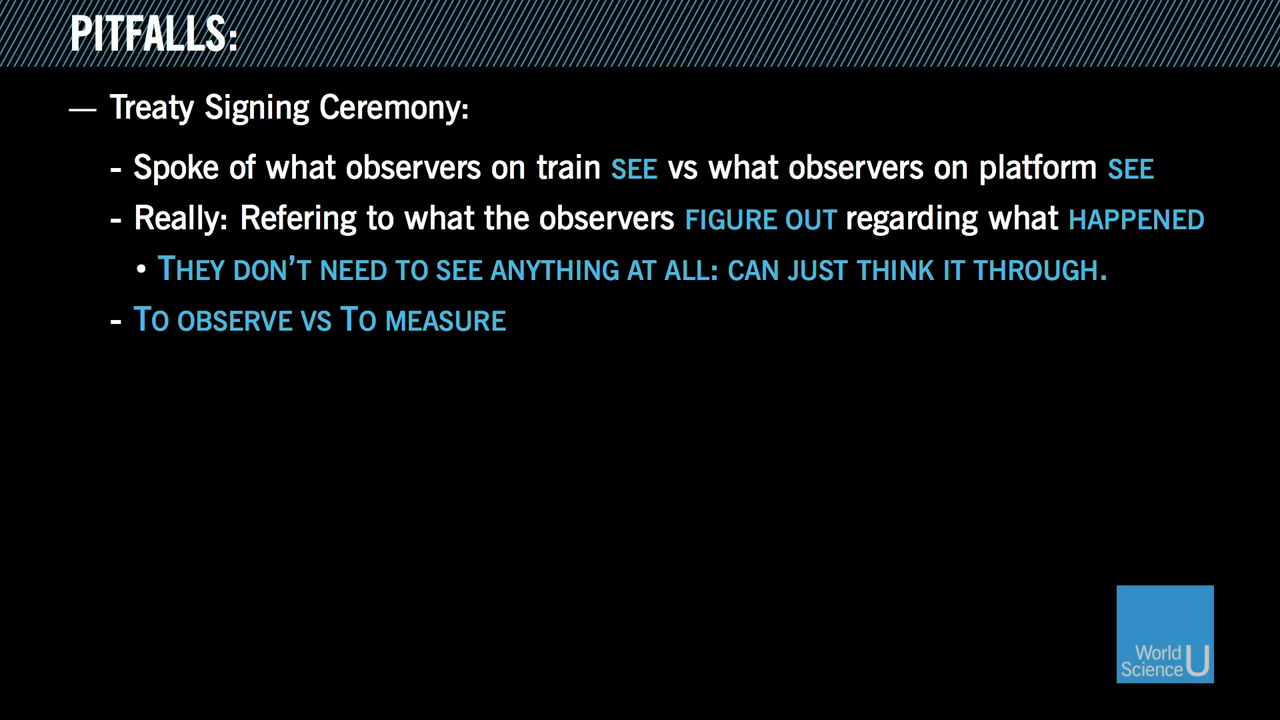 PITFALLS:
— Treaty Signing Ceremony:
- Spoke of what observers on train SEE vs what observers on platform SEE
- Really: Refering to what the observers FIGURE OUT regarding what HAPPENED
• THEY DON'T NEED TO SEE ANYTHING AT ALL: CAN JUST THINK IT THROUGH.
- TO OBSERVE VS TO MEASURE
World
Science U